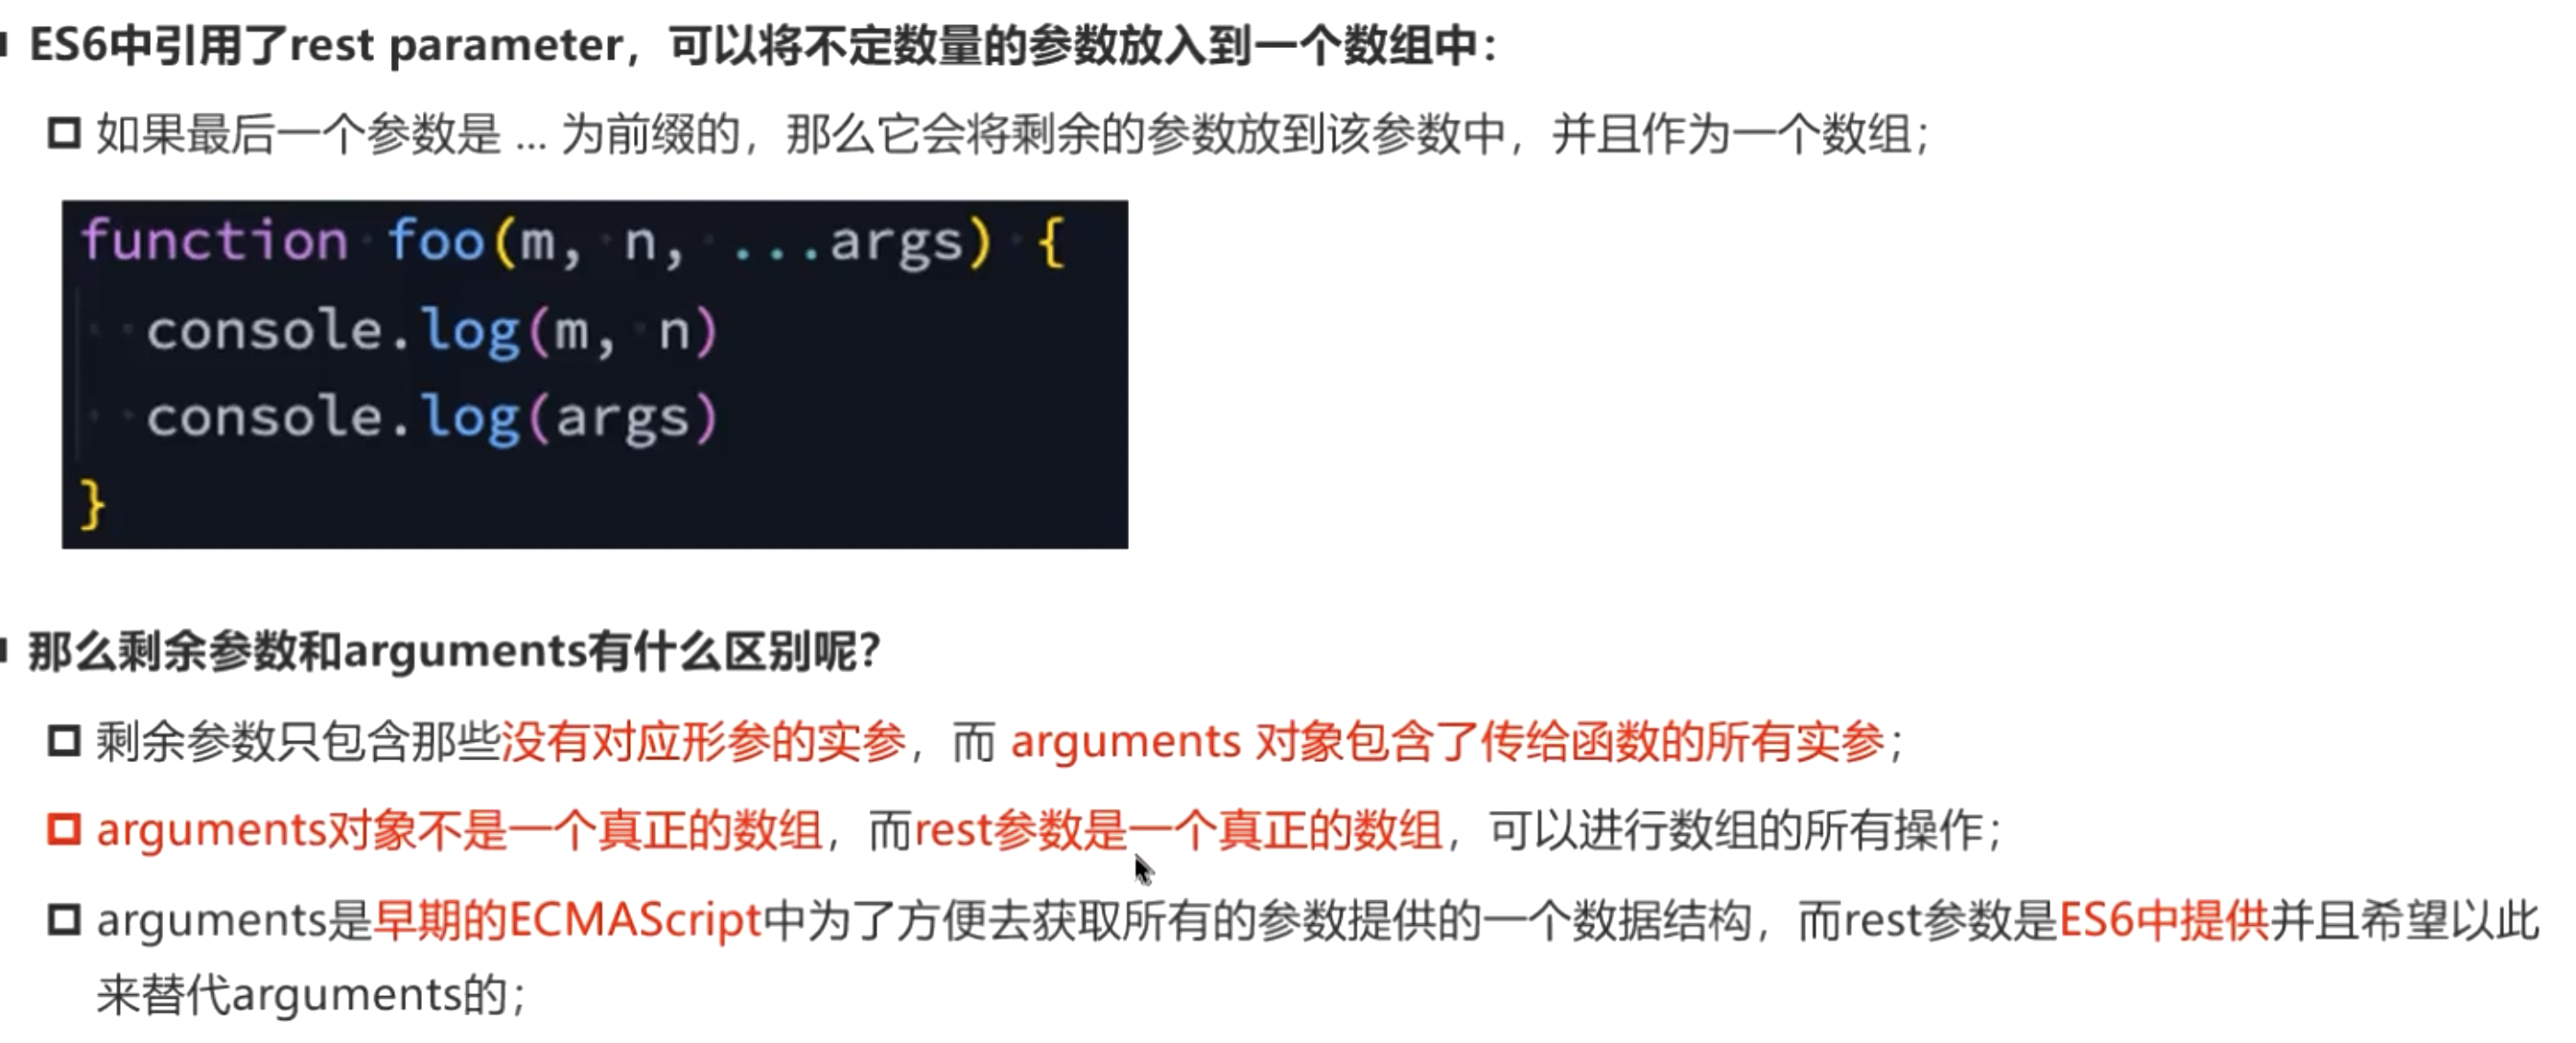 ES6中引用了rest parameter，可以将不定数量的参数放入到一个数组中：
如果最后一个参数是 ... 为前缀的，那么它会将剩余的参数放到该参数中，并且作为一个数组；
function foo(m, n, ...args) {
  console.log(m, n)
  console.log(args)
}
那么剩余参数和arguments有什么区别呢？
剩余参数只包含那些没有对应形参的实参，而 arguments 对象包含了传给函数的所有实参；
arguments对象不是一个真正的数组，而rest参数是一个真正的数组，可以进行数组的所有操作；
arguments是早期的ECMAScript中为了方便去获取所有的参数提供的一个数据结构，而rest参数是ES6中提供并且希望以此
来替代arguments的；